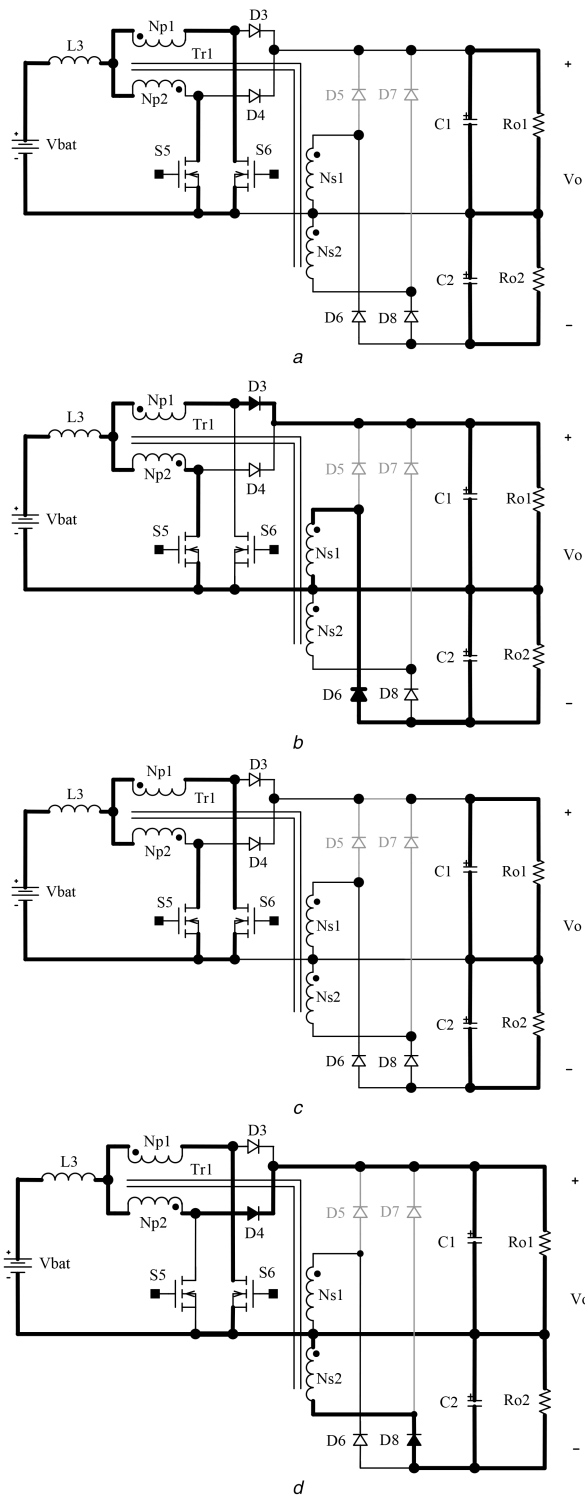 Np1 D3
L3
Tr1 +
D5 D7
Np2 D4 C1 Ro1
Vbat
S5 S6
Vo
Ns1
Ns2
C2 Ro2
D6 D8
-
a
Np1 D3
L3
Tr1 +
D5 D7
Np2 D4
C1 Ro1
Vbat
S5 S6
Vo
Ns1
Ns2
C2 Ro2
D6 D8
-
b
Np1 D3
L3
Tr1 +
D5 D7
Np2 D4
C1 Ro1
Vbat
S5 S6
Vo
Ns1
Ns2
C2 Ro2
D6 D8
-
c
Np1 D3
L3
Tr1 +
D5 D7
Np2 D4
C1 Ro1
Vbat
S5 S6
Vo
Ns1
Ns2
C2 Ro2
D6 D8
-
d